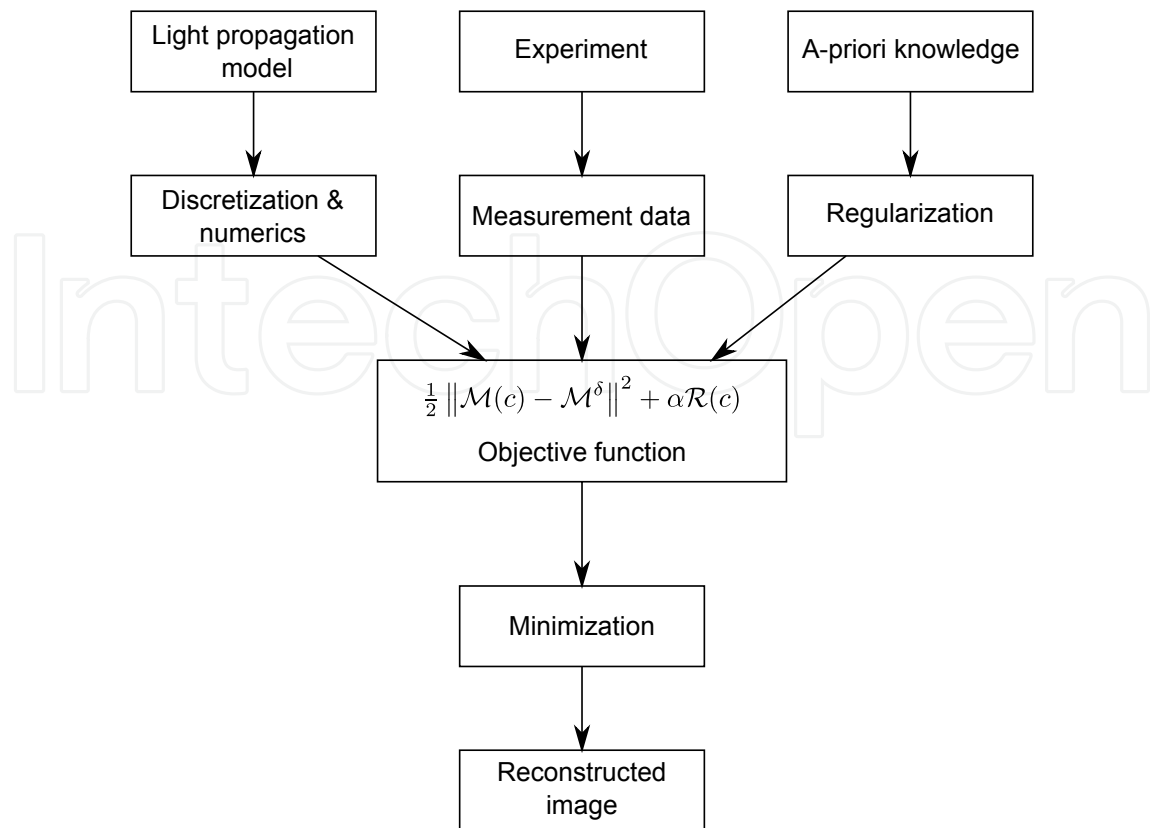 Light propagation
model
Experiment
A-priori knowledge
Discretization &
numerics
Measurement data
Regularization
IntechOpen
½ ‖ℳ(c) − ℳ^δ‖² + αℛ(c)
Objective function
Minimization
Reconstructed
image